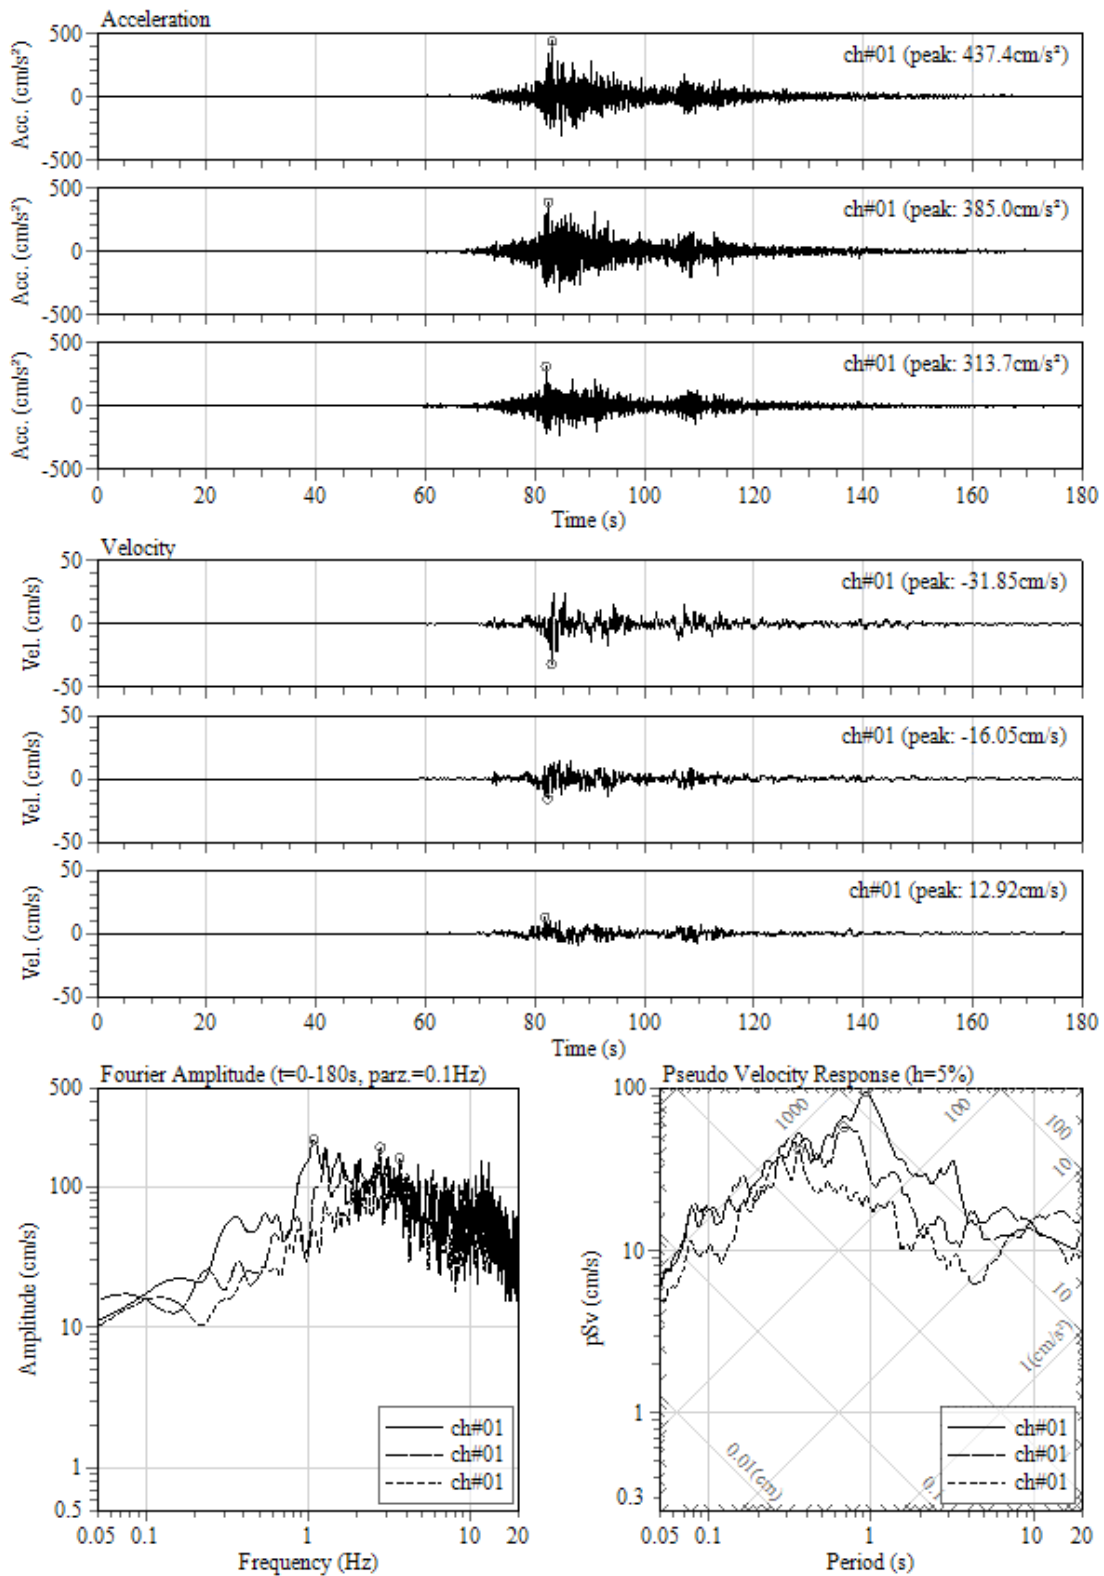 Acceleration
500
0
-500
Acc. (cm/s²)
ch#01 (peak: 437.4cm/s²)
500
0
-500
Acc. (cm/s²)
ch#01 (peak: 385.0cm/s²)
500
0
-500
Acc. (cm/s²)
ch#01 (peak: 313.7cm/s²)
0 20 40 60 80 100 120 140 160 180
Time (s)
Velocity
50
0
-50
Vel. (cm/s)
ch#01 (peak: -31.85cm/s)
50
0
-50
Vel. (cm/s)
ch#01 (peak: -16.05cm/s)
50
0
-50
Vel. (cm/s)
ch#01 (peak: 12.92cm/s)
0 20 40 60 80 100 120 140 160 180
Time (s)
Fourier Amplitude (t=0-180s, parz.=0.1Hz)
500
100
10
1
0.5
Amplitude (cm/s)
ch#01
ch#01
ch#01
0.05 0.1 1 10 20
Frequency (Hz)
Pseudo Velocity Response (h=5%)
100
10
1
0.3
pSv (cm/s)
1000
100
100
10
10
1(cm/s²)
0.01(cm)
0.1
ch#01
ch#01
ch#01
0.05 0.1 1 10 20
Period (s)